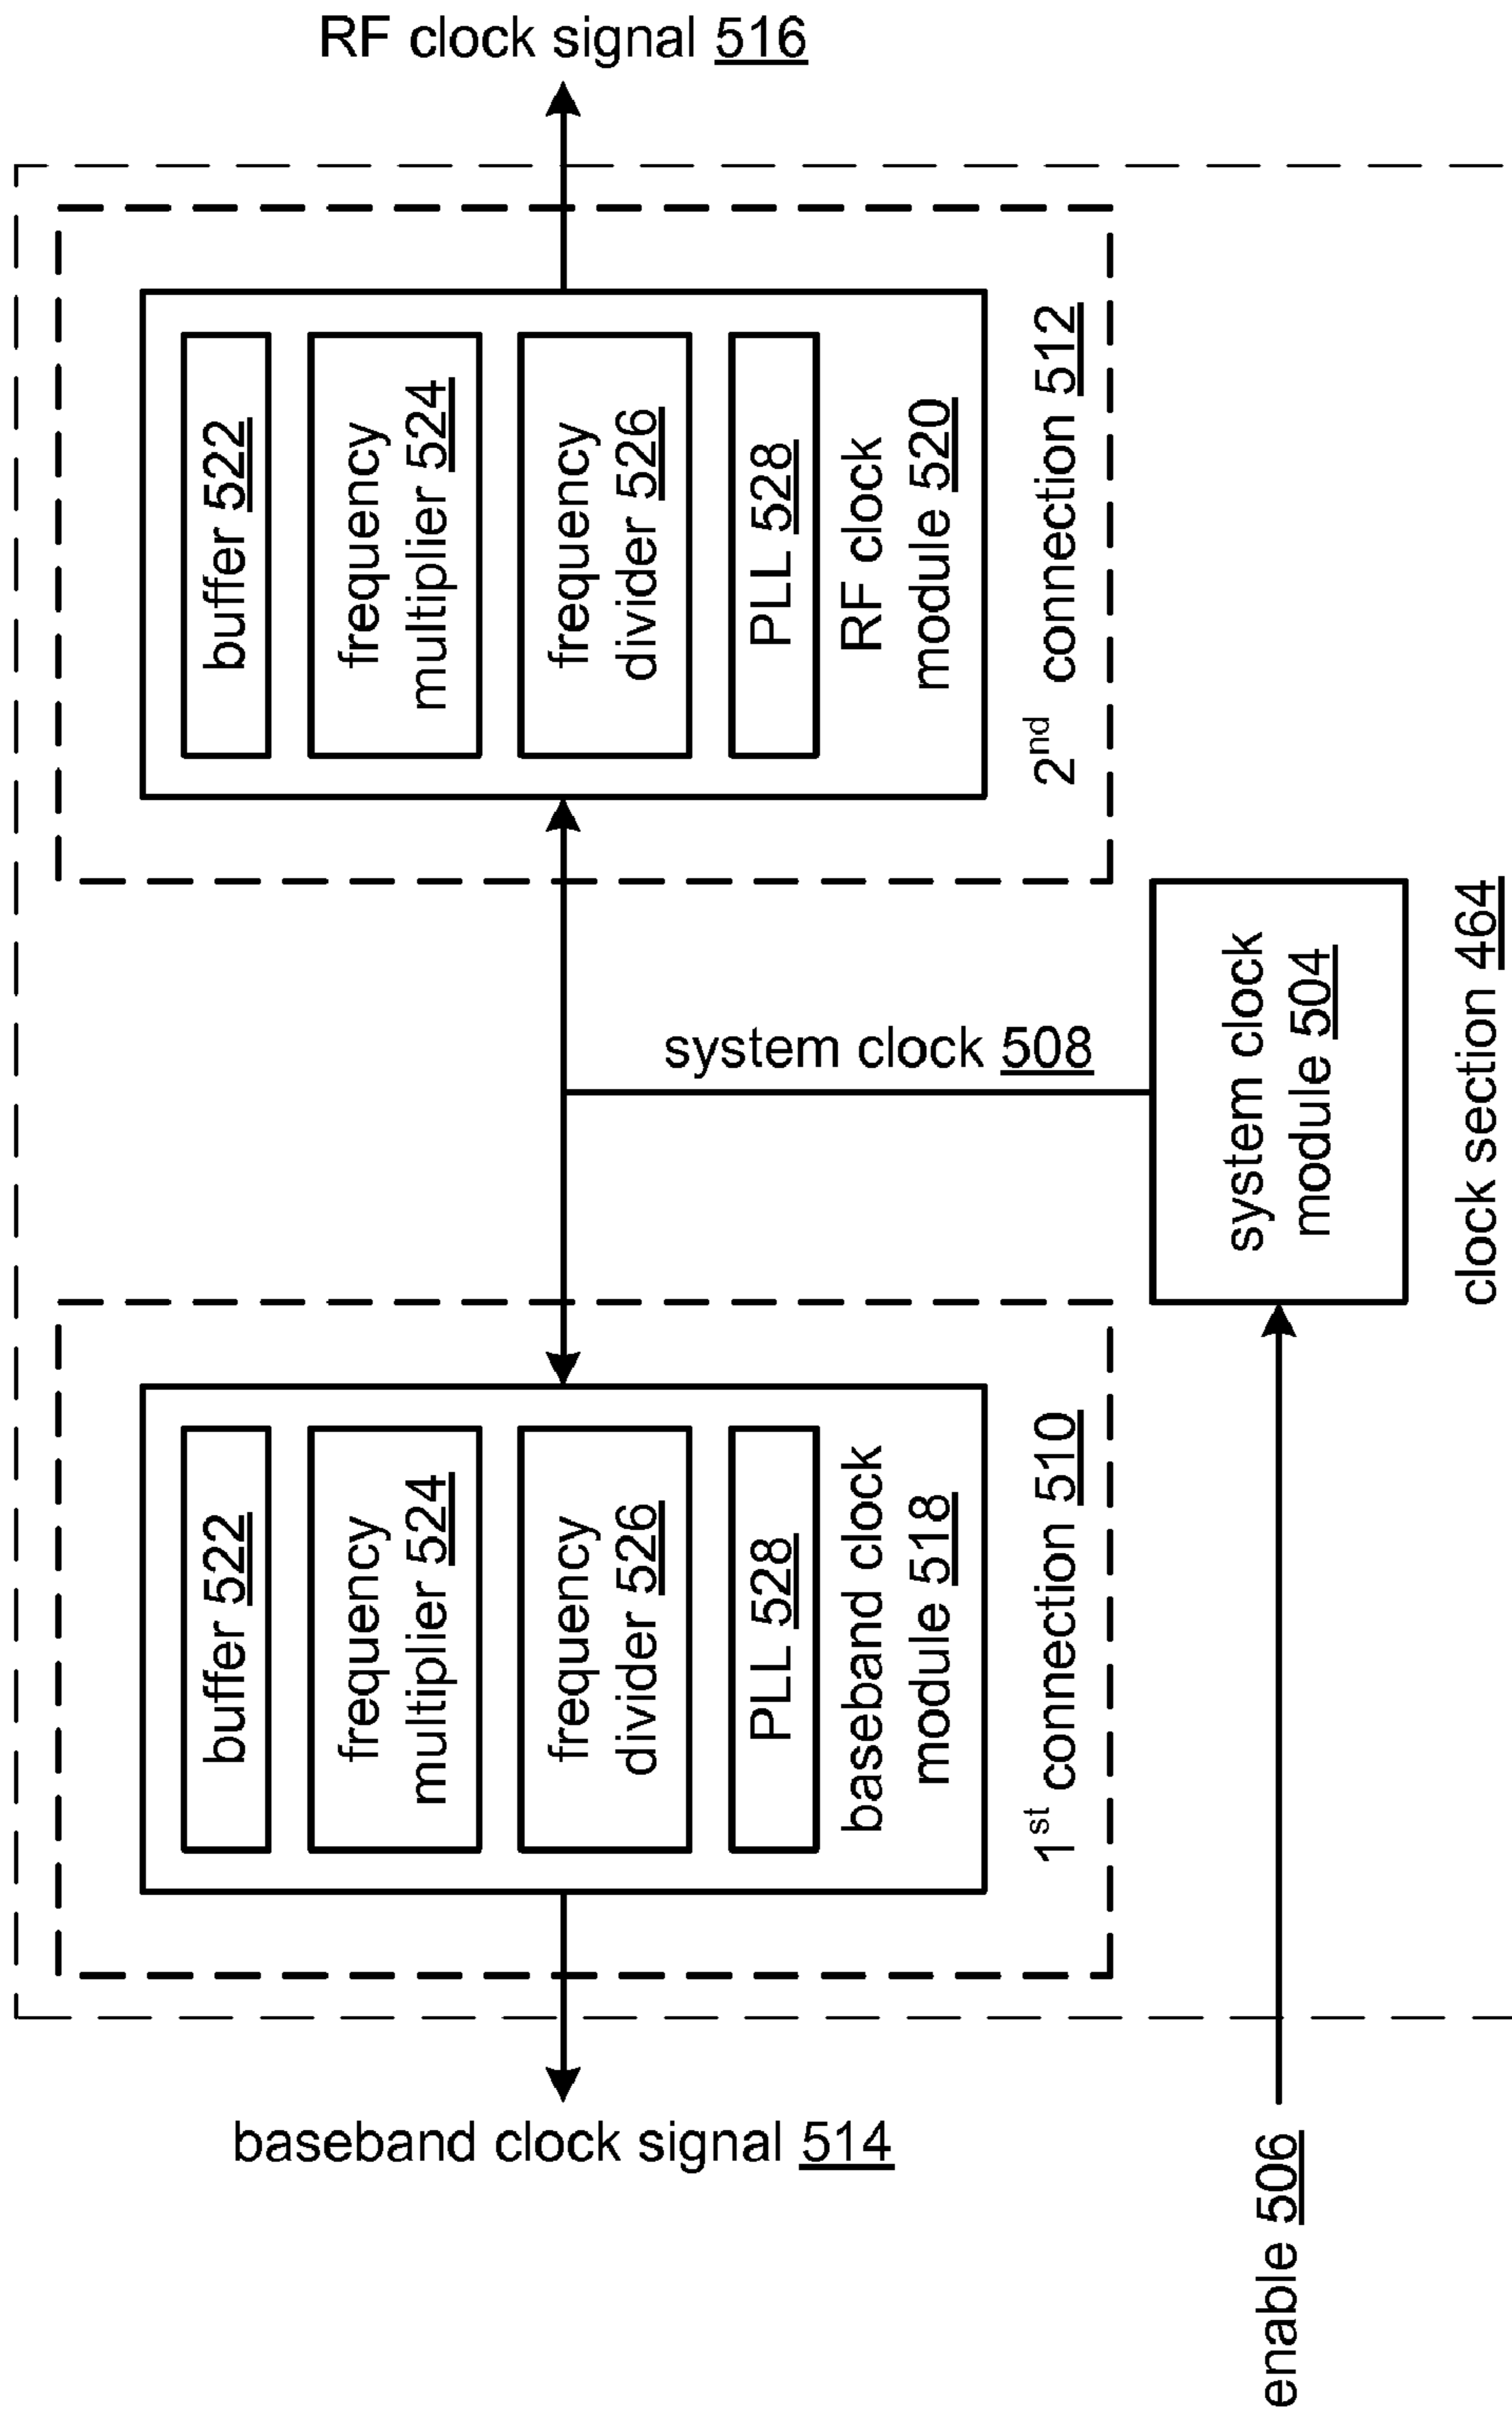 RF clock signal 516
buffer 522
frequency
multiplier 524
frequency
divider 526
PLL 528
RF clock
module 520
2nd connection 512
system clock 508
system clock
module 504
clock section 464
buffer 522
frequency
multiplier 524
frequency
divider 526
PLL 528
baseband clock
module 518
1st connection 510
baseband clock signal 514
enable 506